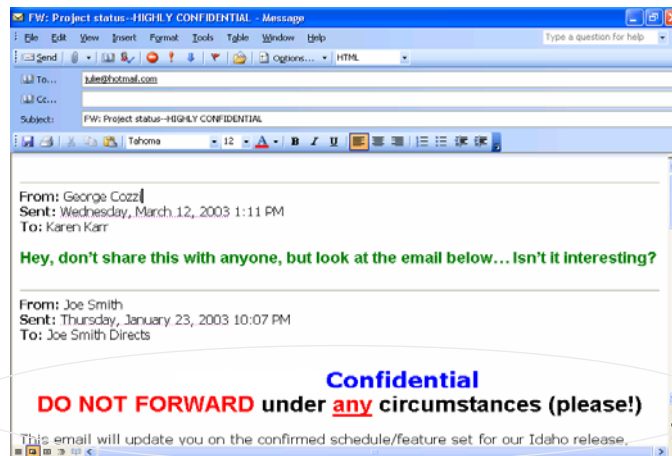 FW: Project status--HIGHLY CONFIDENTIAL - Message
File Edit View Insert Format Tools Table Window Help Type a question for help
Send Options... HTML
To... julie@hotmail.com
Cc...
Subject: FW: Project status--HIGHLY CONFIDENTIAL
Tahoma 12 A B I U
From: George Cozzi
Sent: Wednesday, March 12, 2003 1:11 PM
To: Karen Karr
Hey, don't share this with anyone, but look at the email below... Isn't it interesting?
From: Joe Smith
Sent: Thursday, January 23, 2003 10:07 PM
To: Joe Smith Directs
Confidential
DO NOT FORWARD under any circumstances (please!)
This email will update you on the confirmed schedule/feature set for our Idaho release,